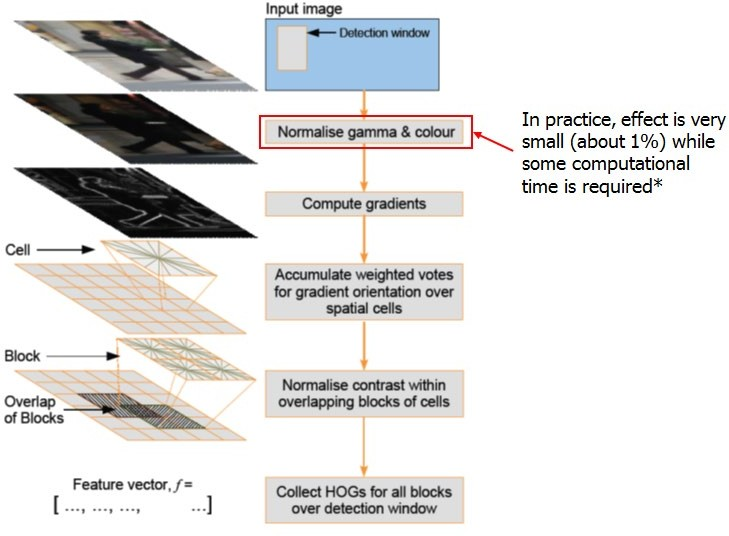 Input image
Detection window
Normalise gamma & colour
In practice, effect is very
small (about 1%) while
some computational
time is required*
Compute gradients
Cell
Accumulate weighted votes
for gradient orientation over
spatial cells
Block
Normalise contrast within
overlapping blocks of cells
Overlap
of Blocks
Feature vector, f =
[ ..., ..., ..., ...]
Collect HOGs for all blocks
over detection window